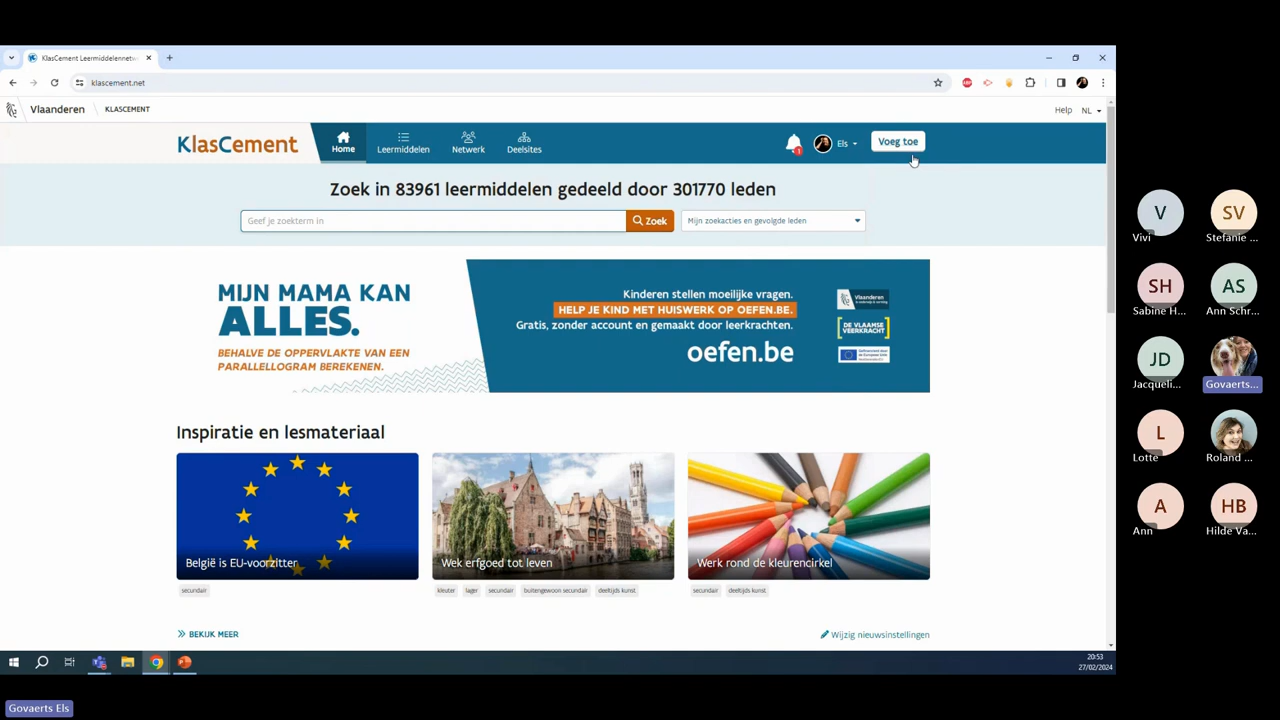 KlasCement Leermiddelennetw
klascement.net
Vlaanderen
KLASCEMENT
Help
NL
KlasCement
Home
Leermiddelen
Netwerk
Deelsites
1
Els
Voeg toe
Zoek in 83961 leermiddelen gedeeld door 301770 leden
Geef je zoekterm in
Zoek
Mijn zoekacties en gevolgde leden
MIJN MAMA KAN
ALLES.
BEHALVE DE OPPERVLAKTE VAN EEN
PARALLELLOGRAM BEREKENEN.
Kinderen stellen moeilijke vragen.
HELP JE KIND MET HUISWERK OP OEFEN.BE.
Gratis, zonder account en gemaakt door leerkrachten.
oefen.be
Vlaanderen
DE VLAAMSE
VEERKRACHT
Inspiratie en lesmateriaal
België is EU-voorzitter
secundair
Wek erfgoed tot leven
kleuter
lager
secundair
buitengewoon secundair
deeltijds kunst
Werk rond de kleurencirkel
secundair
deeltijds kunst
BEKIJK MEER
Wijzig nieuwsinstellingen
20:53
27/02/2024
V
Vivi
SV
Stefanie ...
SH
Sabine H...
AS
Ann Schr...
JD
Jacqueli...
Govaerts...
L
Lotte
Roland ...
A
Ann
HB
Hilde Va...
Govaerts Els